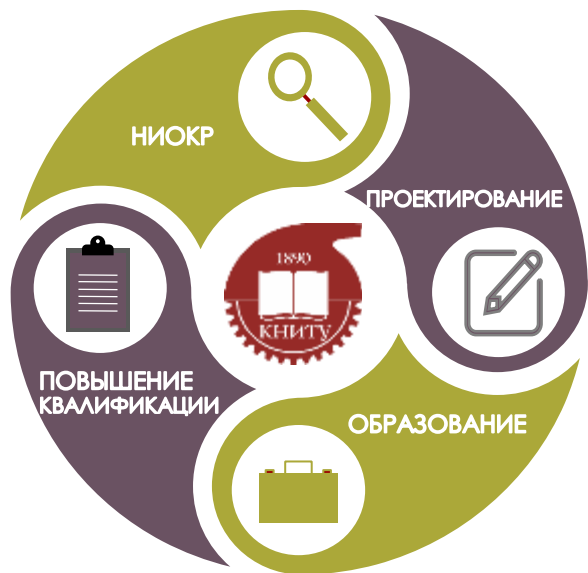 НИОКР
ПРОЕКТИРОВАНИЕ
1890
КНИТУ
ПОВЫШЕНИЕ
КВАЛИФИКАЦИИ
ОБРАЗОВАНИЕ